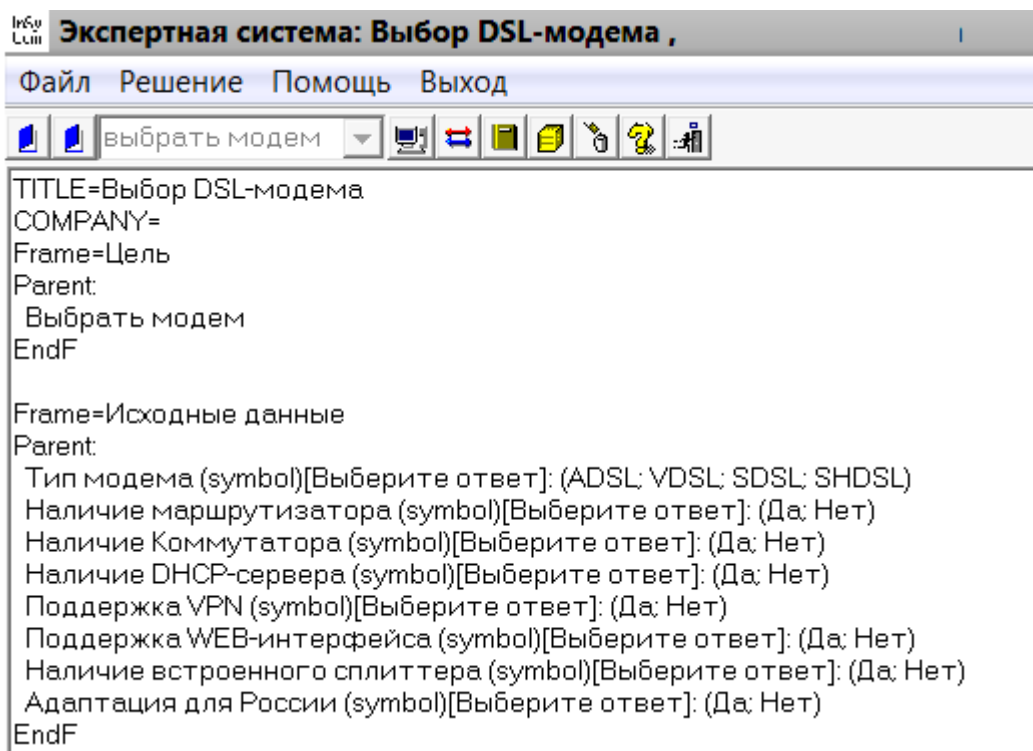 Экспертная система: Выбор DSL-модема ,
Файл Решение Помощь Выход
выбрать модем
TITLE=Выбор DSL-модема
COMPANY=
Frame=Цель
Parent:
Выбрать модем
EndF
Frame=Исходные данные
Parent:
Тип модема (symbol)[Выберите ответ]: (ADSL; VDSL; SDSL; SHDSL)
Наличие маршрутизатора (symbol)[Выберите ответ]: (Да; Нет)
Наличие Коммутатора (symbol)[Выберите ответ]: (Да; Нет)
Наличие DHCP-сервера (symbol)[Выберите ответ]: (Да; Нет)
Поддержка VPN (symbol)[Выберите ответ]: (Да; Нет)
Поддержка WEB-интерфейса (symbol)[Выберите ответ]: (Да; Нет)
Наличие встроенного сплиттера (symbol)[Выберите ответ]: (Да; Нет)
Адаптация для России (symbol)[Выберите ответ]: (Да; Нет)
EndF